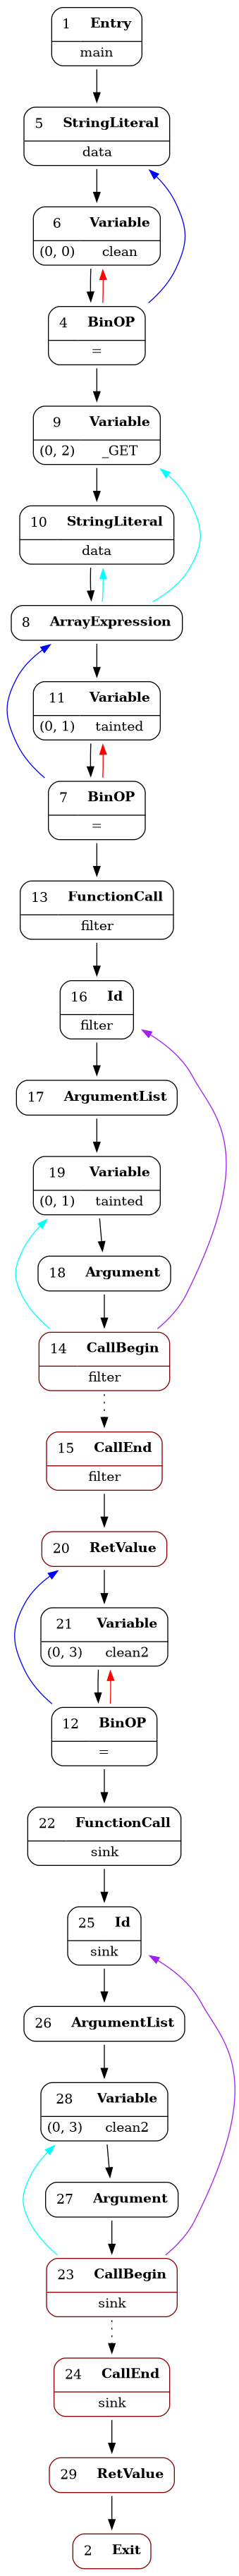 1 Entry
main
5 StringLiteral
data
6 Variable
(0, 0) clean
4 BinOP
=
9 Variable
(0, 2) _GET
10 StringLiteral
data
8 ArrayExpression
11 Variable
(0, 1) tainted
7 BinOP
=
13 FunctionCall
filter
16 Id
filter
17 ArgumentList
19 Variable
(0, 1) tainted
18 Argument
14 CallBegin
filter
15 CallEnd
filter
20 RetValue
21 Variable
(0, 3) clean2
12 BinOP
=
22 FunctionCall
sink
25 Id
sink
26 ArgumentList
28 Variable
(0, 3) clean2
27 Argument
23 CallBegin
sink
24 CallEnd
sink
29 RetValue
2 Exit